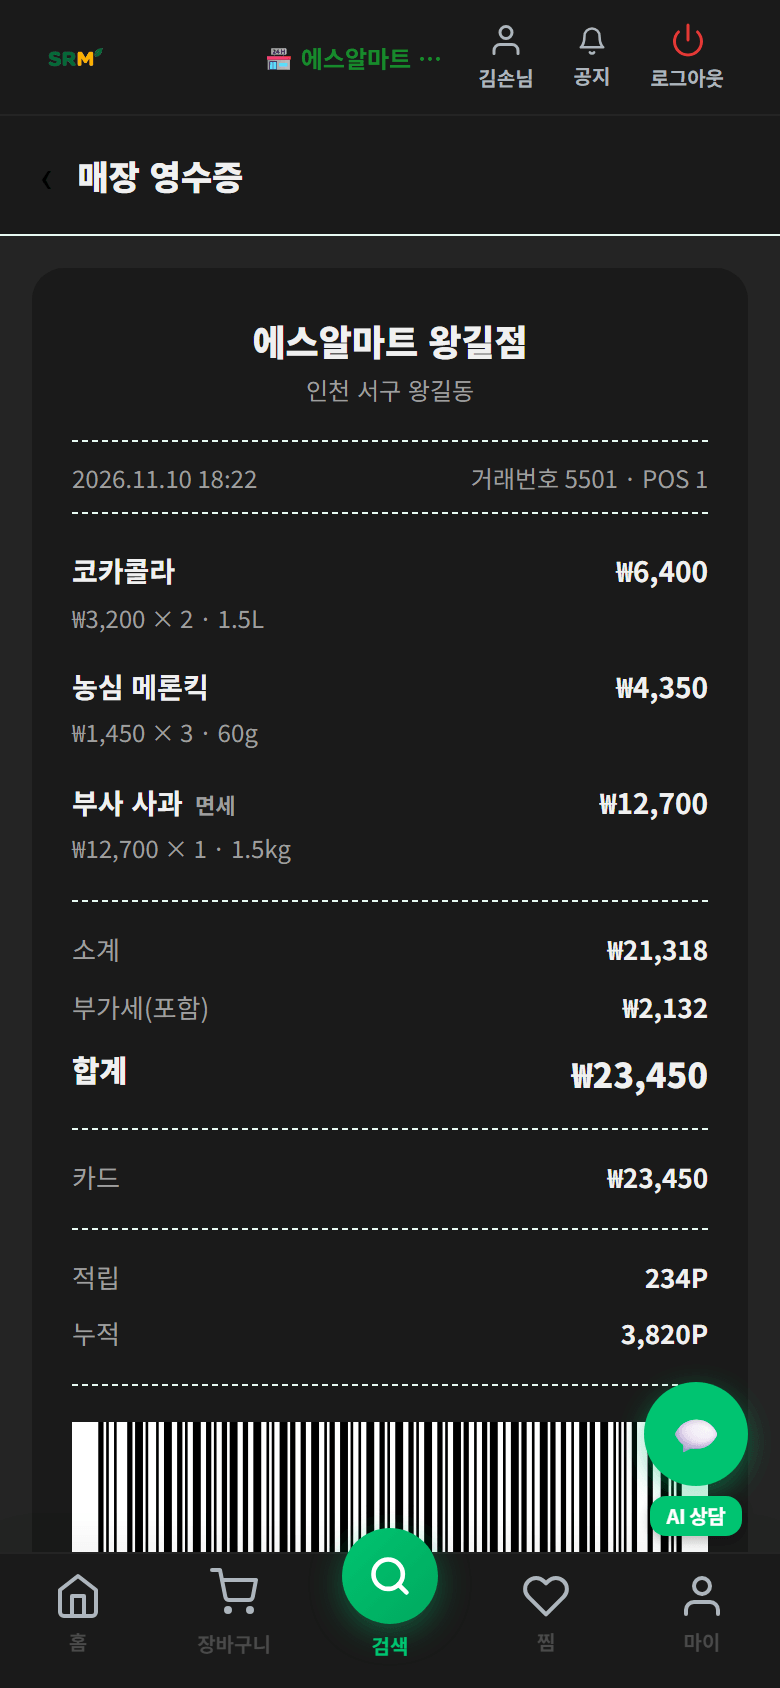 SRM
에스알마트 ...
김손님
공지
로그아웃
매장 영수증
에스알마트 왕길점
인천 서구 왕길동
2026.11.10 18:22
거래번호 5501 · POS 1
코카콜라
₩6,400
₩3,200 × 2 · 1.5L
농심 메론킥
₩4,350
₩1,450 × 3 · 60g
부사 사과 면세
₩12,700
₩12,700 × 1 · 1.5kg
소계
₩21,318
부가세(포함)
₩2,132
합계
₩23,450
카드
₩23,450
적립
234P
누적
3,820P
AI 상담
홈
장바구니
검색
찜
마이